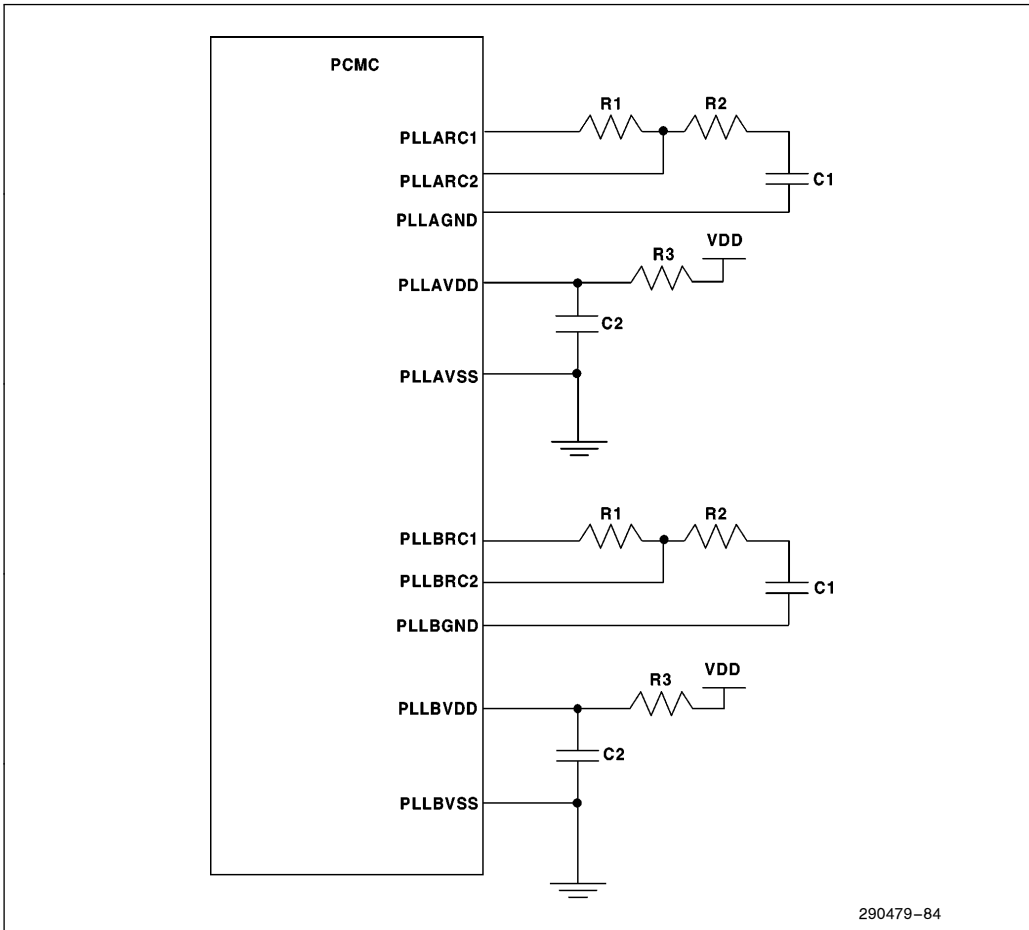 PCMC
R1
R2
PLLARC1
PLLARC2
C1
PLLAGND
VDD
R3
PLLAVDD
C2
PLLAVSS
R1
R2
PLLBRC1
PLLBRC2
C1
PLLBGND
VDD
R3
PLLBVDD
C2
PLLBVSS
290479–84